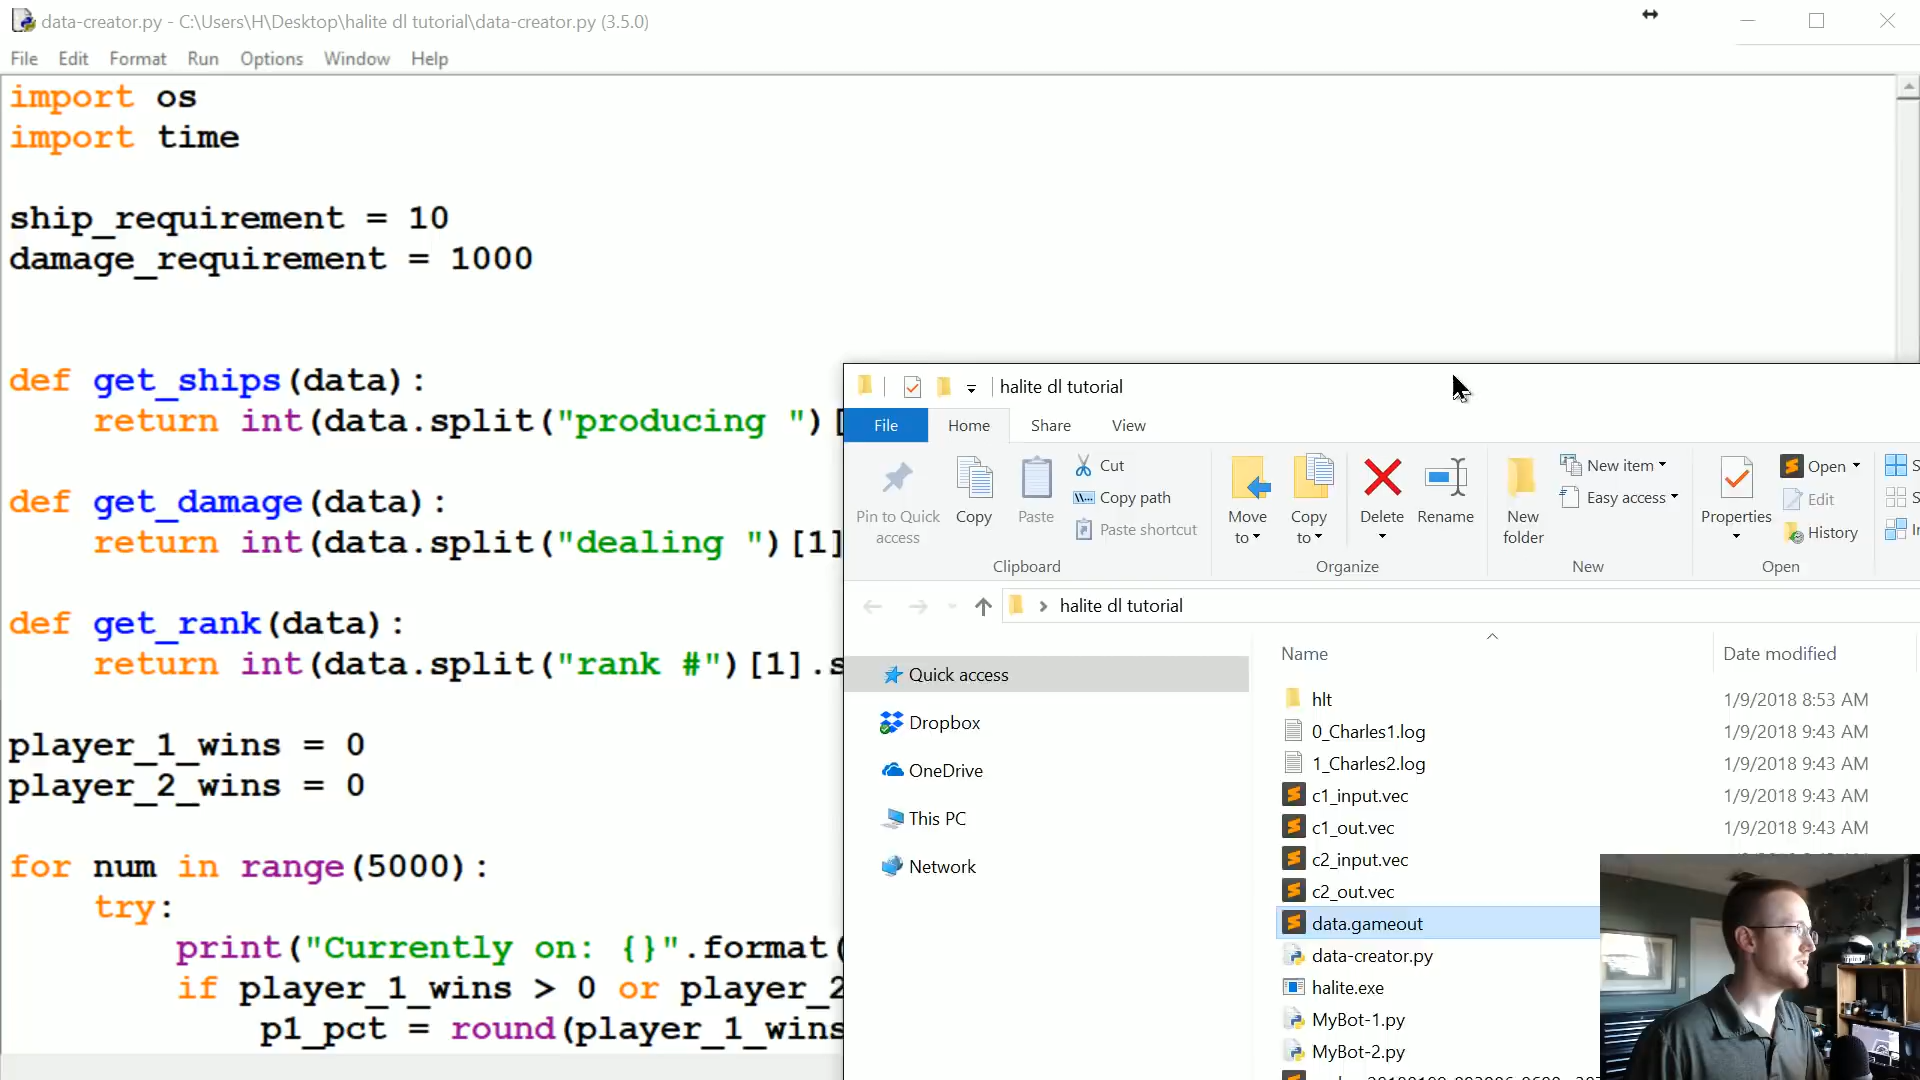 data-creator.py - C:\Users\H\Desktop\halite dl tutorial\data-creator.py (3.5.0)
File Edit Format Run Options Window Help
import os
import time
ship_requirement = 10
damage_requirement = 1000
def get_ships(data):
return int(data.split("producing ")[
def get_damage(data):
return int(data.split("dealing ")[1]
def get_rank(data):
return int(data.split("rank #")[1].s
player_1_wins = 0
player_2_wins = 0
for num in range(5000):
try:
print("Currently on: {}".format(
if player_1_wins > 0 or player_2
p1_pct = round(player_1_wins
halite dl tutorial
File Home Share View
Pin to Quick access
Copy
Paste
Cut
Copy path
Paste shortcut
Clipboard
Move to
Copy to
Delete
Rename
Organize
New folder
New item
Easy access
New
Properties
Open
Edit
History
Open
halite dl tutorial
Quick access
Dropbox
OneDrive
This PC
Network
Name Date modified
hlt 1/9/2018 8:53 AM
0_Charles1.log 1/9/2018 9:43 AM
1_Charles2.log 1/9/2018 9:43 AM
c1_input.vec 1/9/2018 9:43 AM
c1_out.vec 1/9/2018 9:43 AM
c2_input.vec
c2_out.vec
data.gameout
data-creator.py
halite.exe
MyBot-1.py
MyBot-2.py